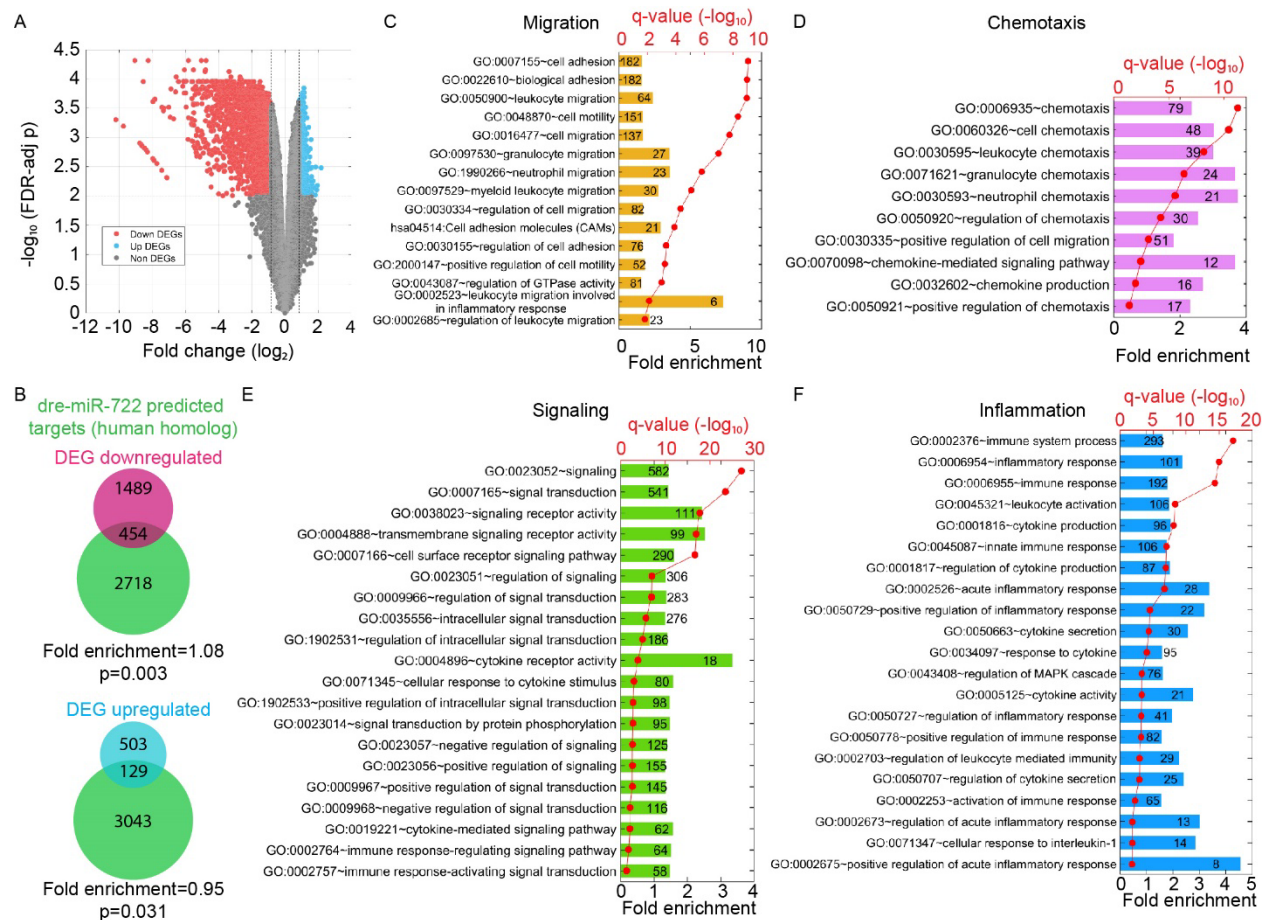 A
4.5
4
3.5
3
2.5
2
1.5
1
0.5
0
-log₁₀ (FDR-adj p)
Down DEGs
Up DEGs
Non DEGs
-12 -10 -8 -6 -4 -2 0 2 4
Fold change (log₂)
B
dre-miR-722 predicted
targets (human homolog)
DEG downregulated
1489
454
2718
Fold enrichment=1.08
p=0.003
DEG upregulated
503
129
3043
Fold enrichment=0.95
p=0.031
C
Migration
q-value (-log₁₀)
0 2 4 6 8 9 10
GO:0007155~cell adhesion 182
GO:0022610~biological adhesion 182
GO:0050900~leukocyte migration 64
GO:0048870~cell motility 151
GO:0016477~cell migration 137
GO:0097530~granulocyte migration 27
GO:1990266~neutrophil migration 23
GO:0097529~myeloid leukocyte migration 30
GO:0030334~regulation of cell migration 82
hsa04514:Cell adhesion molecules (CAMs) 21
GO:0030155~regulation of cell adhesion 76
GO:2000147~positive regulation of cell motility 52
GO:0043087~regulation of GTPase activity 81
GO:0002523~leukocyte migration involved
in inflammatory response 6
GO:0002685~regulation of leukocyte migration 23
0 5 10
Fold enrichment
D
Chemotaxis
q-value (-log₁₀)
0 5 10
GO:0006935~chemotaxis 79
GO:0060326~cell chemotaxis 48
GO:0030595~leukocyte chemotaxis 39
GO:0071621~granulocyte chemotaxis 24
GO:0030593~neutrophil chemotaxis 21
GO:0050920~regulation of chemotaxis 30
GO:0030335~positive regulation of cell migration 51
GO:0070098~chemokine-mediated signaling pathway 12
GO:0032602~chemokine production 16
GO:0050921~positive regulation of chemotaxis 17
0 2 4
Fold enrichment
E
Signaling
q-value (-log₁₀)
0 10 20 30
GO:0023052~signaling 582
GO:0007165~signal transduction 541
GO:0038023~signaling receptor activity 111
GO:0004888~transmembrane signaling receptor activity 99
GO:0007166~cell surface receptor signaling pathway 290
GO:0023051~regulation of signaling 306
GO:0009966~regulation of signal transduction 283
GO:0035556~intracellular signal transduction 276
GO:1902531~regulation of intracellular signal transduction 186
GO:0004896~cytokine receptor activity 18
GO:0071345~cellular response to cytokine stimulus 80
GO:1902533~positive regulation of intracellular signal transduction 98
GO:0023014~signal transduction by protein phosphorylation 95
GO:0023057~negative regulation of signaling 125
GO:0023056~positive regulation of signaling 155
GO:0009967~positive regulation of signal transduction 145
GO:0009968~negative regulation of signal transduction 116
GO:0019221~cytokine-mediated signaling pathway 62
GO:0002764~immune response-regulating signaling pathway 64
GO:0002757~immune response-activating signal transduction 58
0 1 2 3 4
Fold enrichment
F
Inflammation
q-value (-log₁₀)
0 5 10 15 20
GO:0002376~immune system process 293
GO:0006954~inflammatory response 101
GO:0006955~immune response 192
GO:0045321~leukocyte activation 106
GO:0001816~cytokine production 96
GO:0045087~innate immune response 106
GO:0001817~regulation of cytokine production 87
GO:0002526~acute inflammatory response 28
GO:0050729~positive regulation of inflammatory response 22
GO:0050663~cytokine secretion 30
GO:0034097~response to cytokine 95
GO:0043408~regulation of MAPK cascade 76
GO:0005125~cytokine activity 21
GO:0050727~regulation of inflammatory response 41
GO:0050778~positive regulation of immune response 82
GO:0002703~regulation of leukocyte mediated immunity 29
GO:0050707~regulation of cytokine secretion 25
GO:0002253~activation of immune response 65
GO:0002673~regulation of acute inflammatory response 13
GO:0071347~cellular response to interleukin-1 14
GO:0002675~positive regulation of acute inflammatory response 8
0 1 2 3 4 5
Fold enrichment